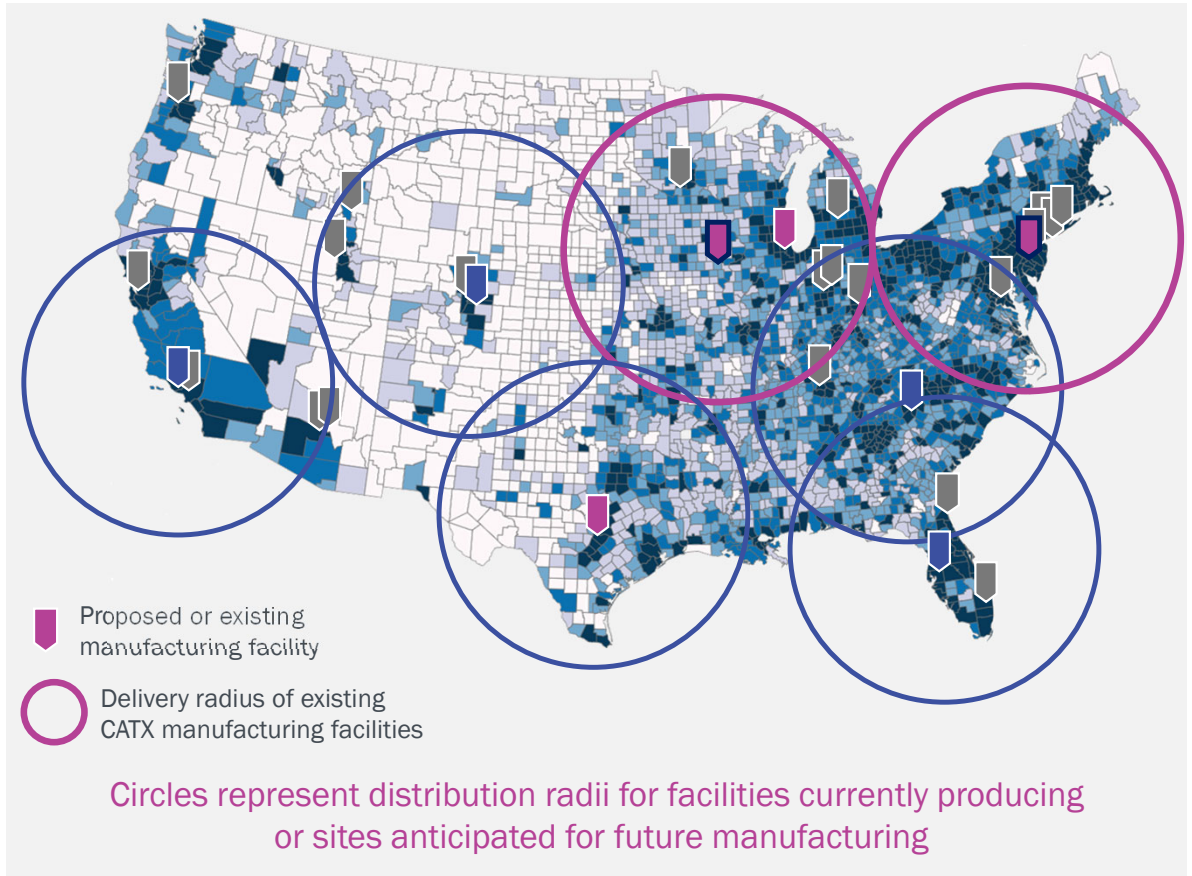 Proposed or existing
manufacturing facility
Delivery radius of existing
CATX manufacturing facilities
Circles represent distribution radii for facilities currently producing
or sites anticipated for future manufacturing